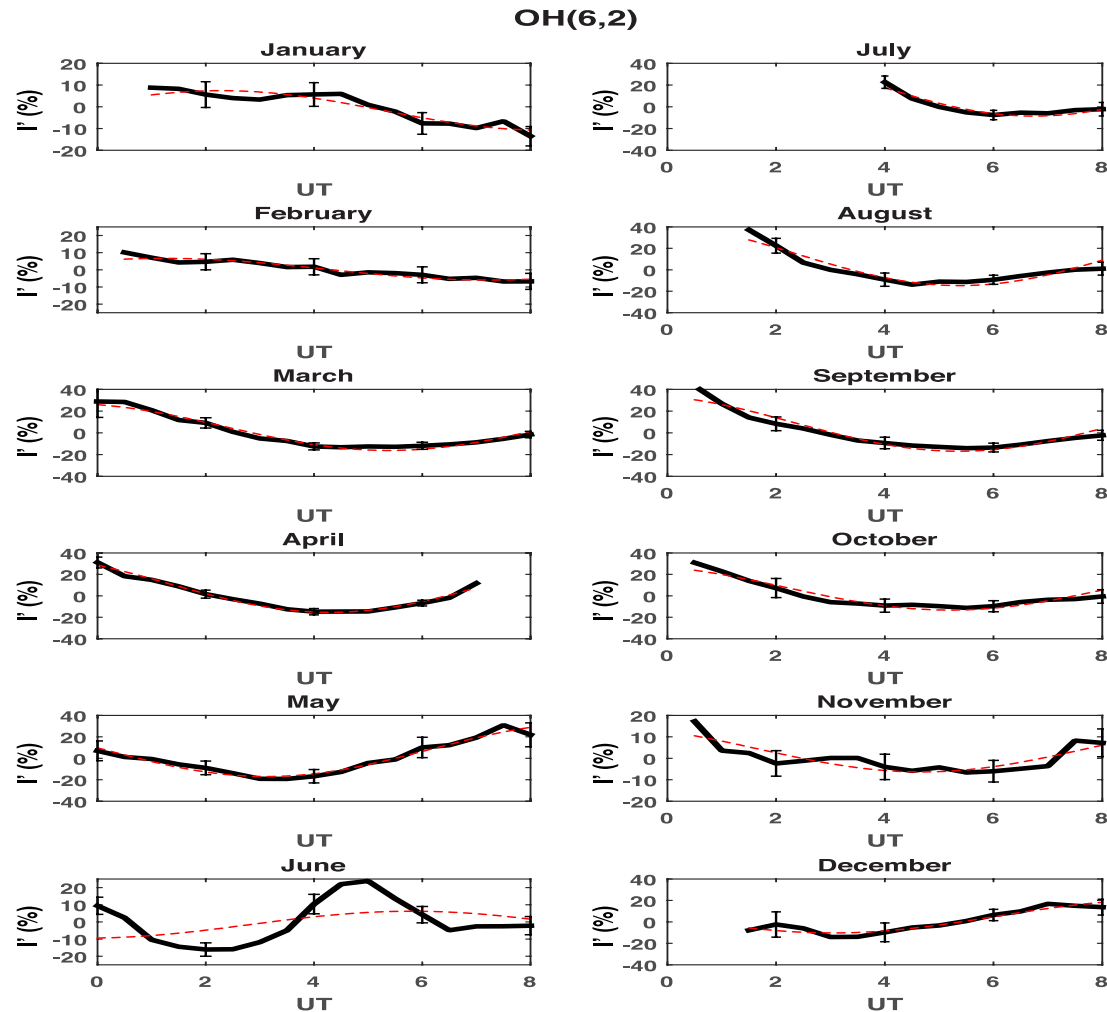 OH(6,2)
January
I' (%)
20
10
0
-10
-20
UT
July
I' (%)
40
20
0
-20
-40
0
2
4
6
8
UT
February
I' (%)
20
10
0
-10
-20
UT
August
I' (%)
40
20
0
-20
-40
0
2
4
6
8
UT
March
I' (%)
40
20
0
-20
-40
UT
September
I' (%)
40
20
0
-20
-40
0
2
4
6
8
UT
April
I' (%)
40
20
0
-20
-40
UT
October
I' (%)
40
20
0
-20
-40
0
2
4
6
8
UT
May
I' (%)
40
20
0
-20
-40
UT
November
I' (%)
20
10
0
-10
-20
0
2
4
6
8
UT
June
I' (%)
20
10
0
-10
-20
0
2
4
6
8
UT
December
I' (%)
40
20
0
-20
-40
0
2
4
6
8
UT